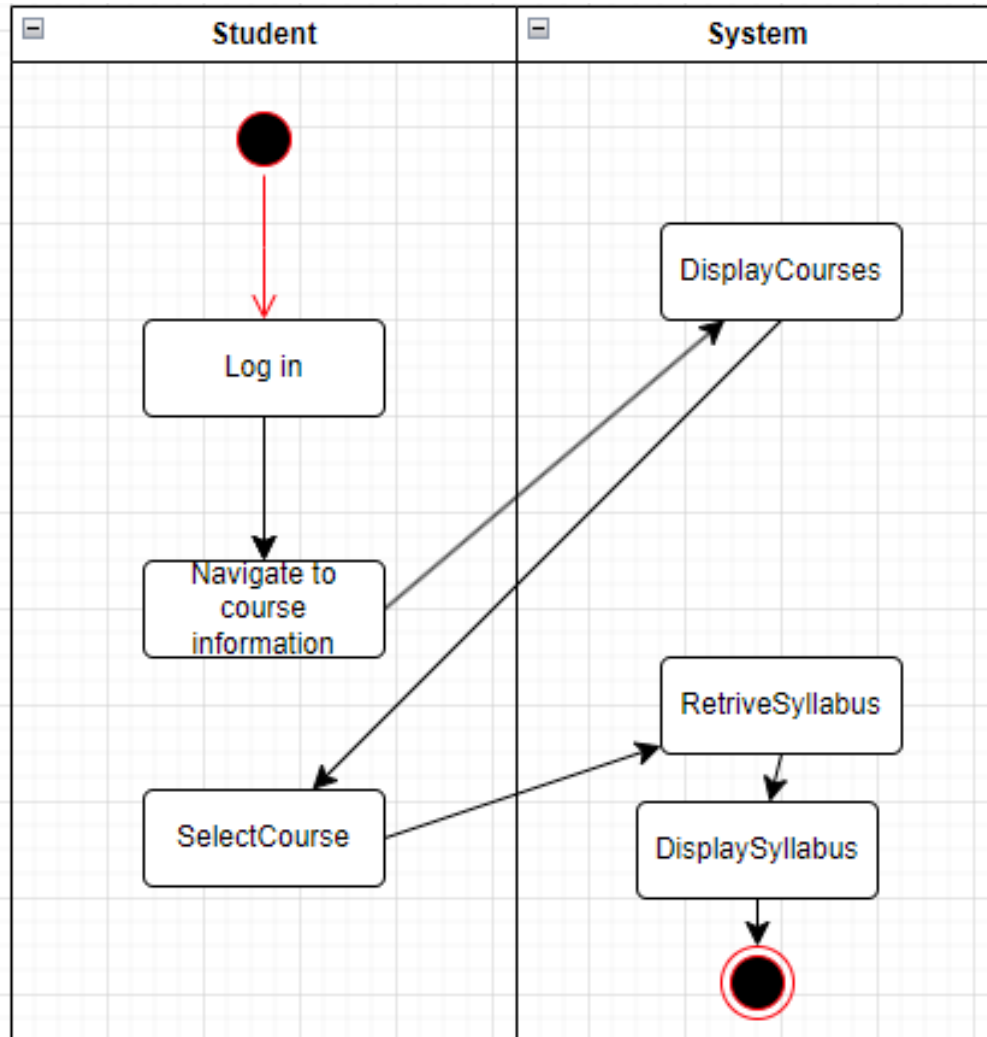 Student
System
DisplayCourses
Log in
Navigate to
course
information
RetriveSyllabus
SelectCourse
DisplaySyllabus